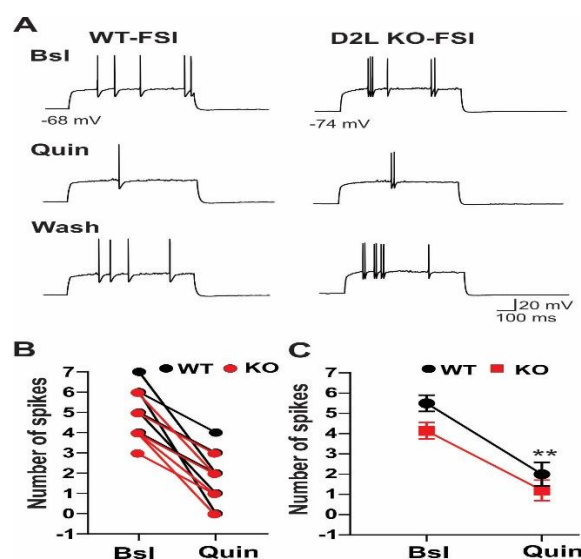 A
WT-FSI D2L KO-FSI
Bsl
-68 mV -74 mV
Quin
Wash
20 mV
100 ms
B WT KO C WT KO
Number of spikes
7
6
5
4
3
2
1
0
-1
Bsl Quin
Number of spikes
7
6
5
4
3
2
1
0
-1
**
Bsl Quin